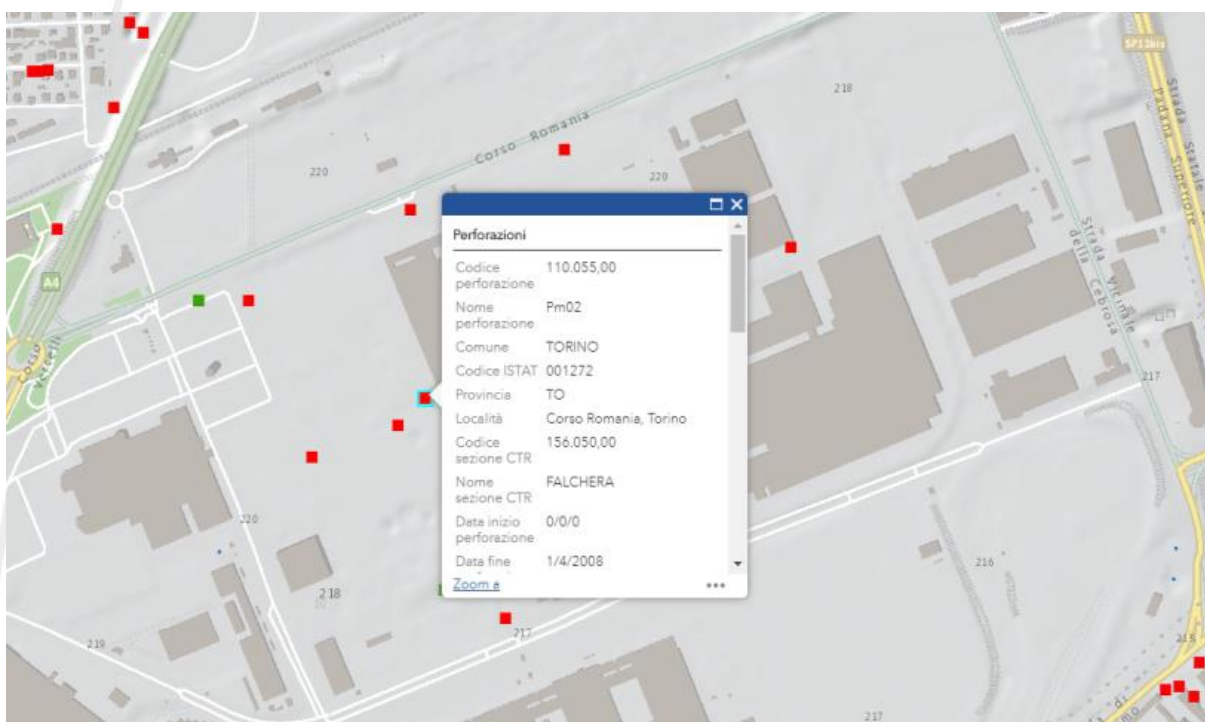 SP11bis
Strada Statale
Padana Superiore
218
Corso Romania
220
220
Perforazioni
Codice perforazione 110.055,00
Nome perforazione Pm02
Comune TORINO
Codice ISTAT 001272
Provincia TO
Località Corso Romania, Torino
Codice sezione CTR 156.050,00
Nome sezione CTR FALCHERA
Data inizio perforazione 0/0/0
Data fine 1/4/2008
Zoom a
Strada Vicinale
della Cebrosa
A4
Corso Vercelli
217
220
218
216
219
217
215
217
di